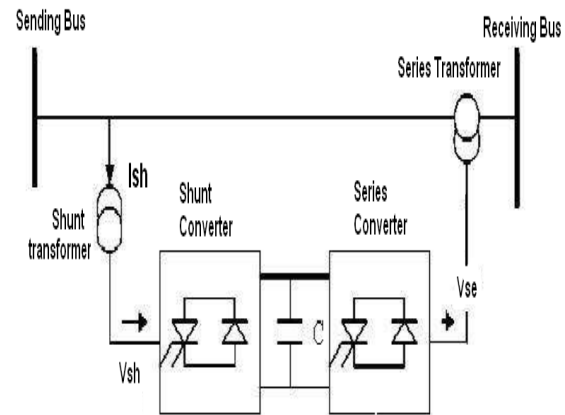 Sending Bus
Receiving Bus
Series Transformer
Ish
Shunt
transformer
Shunt
Converter
Series
Converter
Vse
C
Vsh